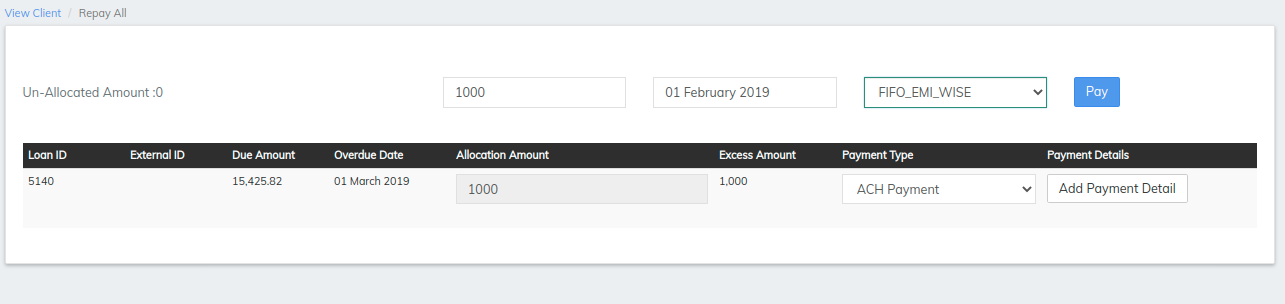 View Client / Repay All
Un-Allocated Amount :0 1000 01 February 2019 FIFO_EMI_WISE Pay
Loan ID External ID Due Amount Overdue Date Allocation Amount Excess Amount Payment Type Payment Details
5140 15,425.82 01 March 2019 1000 1,000 ACH Payment Add Payment Detail